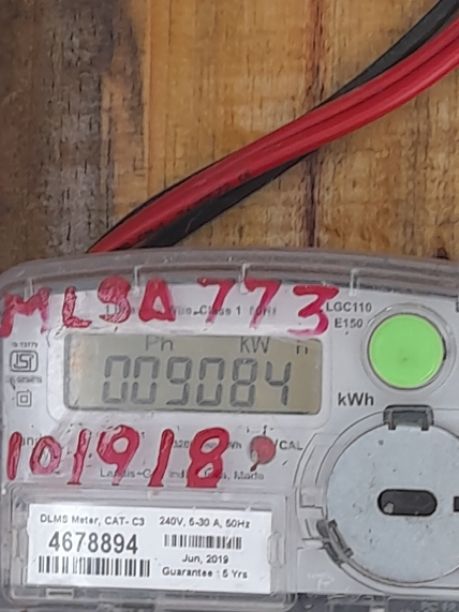 MLSA773
LGC110
E150
Ph kW h
009084
kWh
101918
/CAL
DLMS Meter, CAT- C3 240V, 5-30 A, 50Hz
4678894
Jun, 2019
Guarantee : 5 Yrs